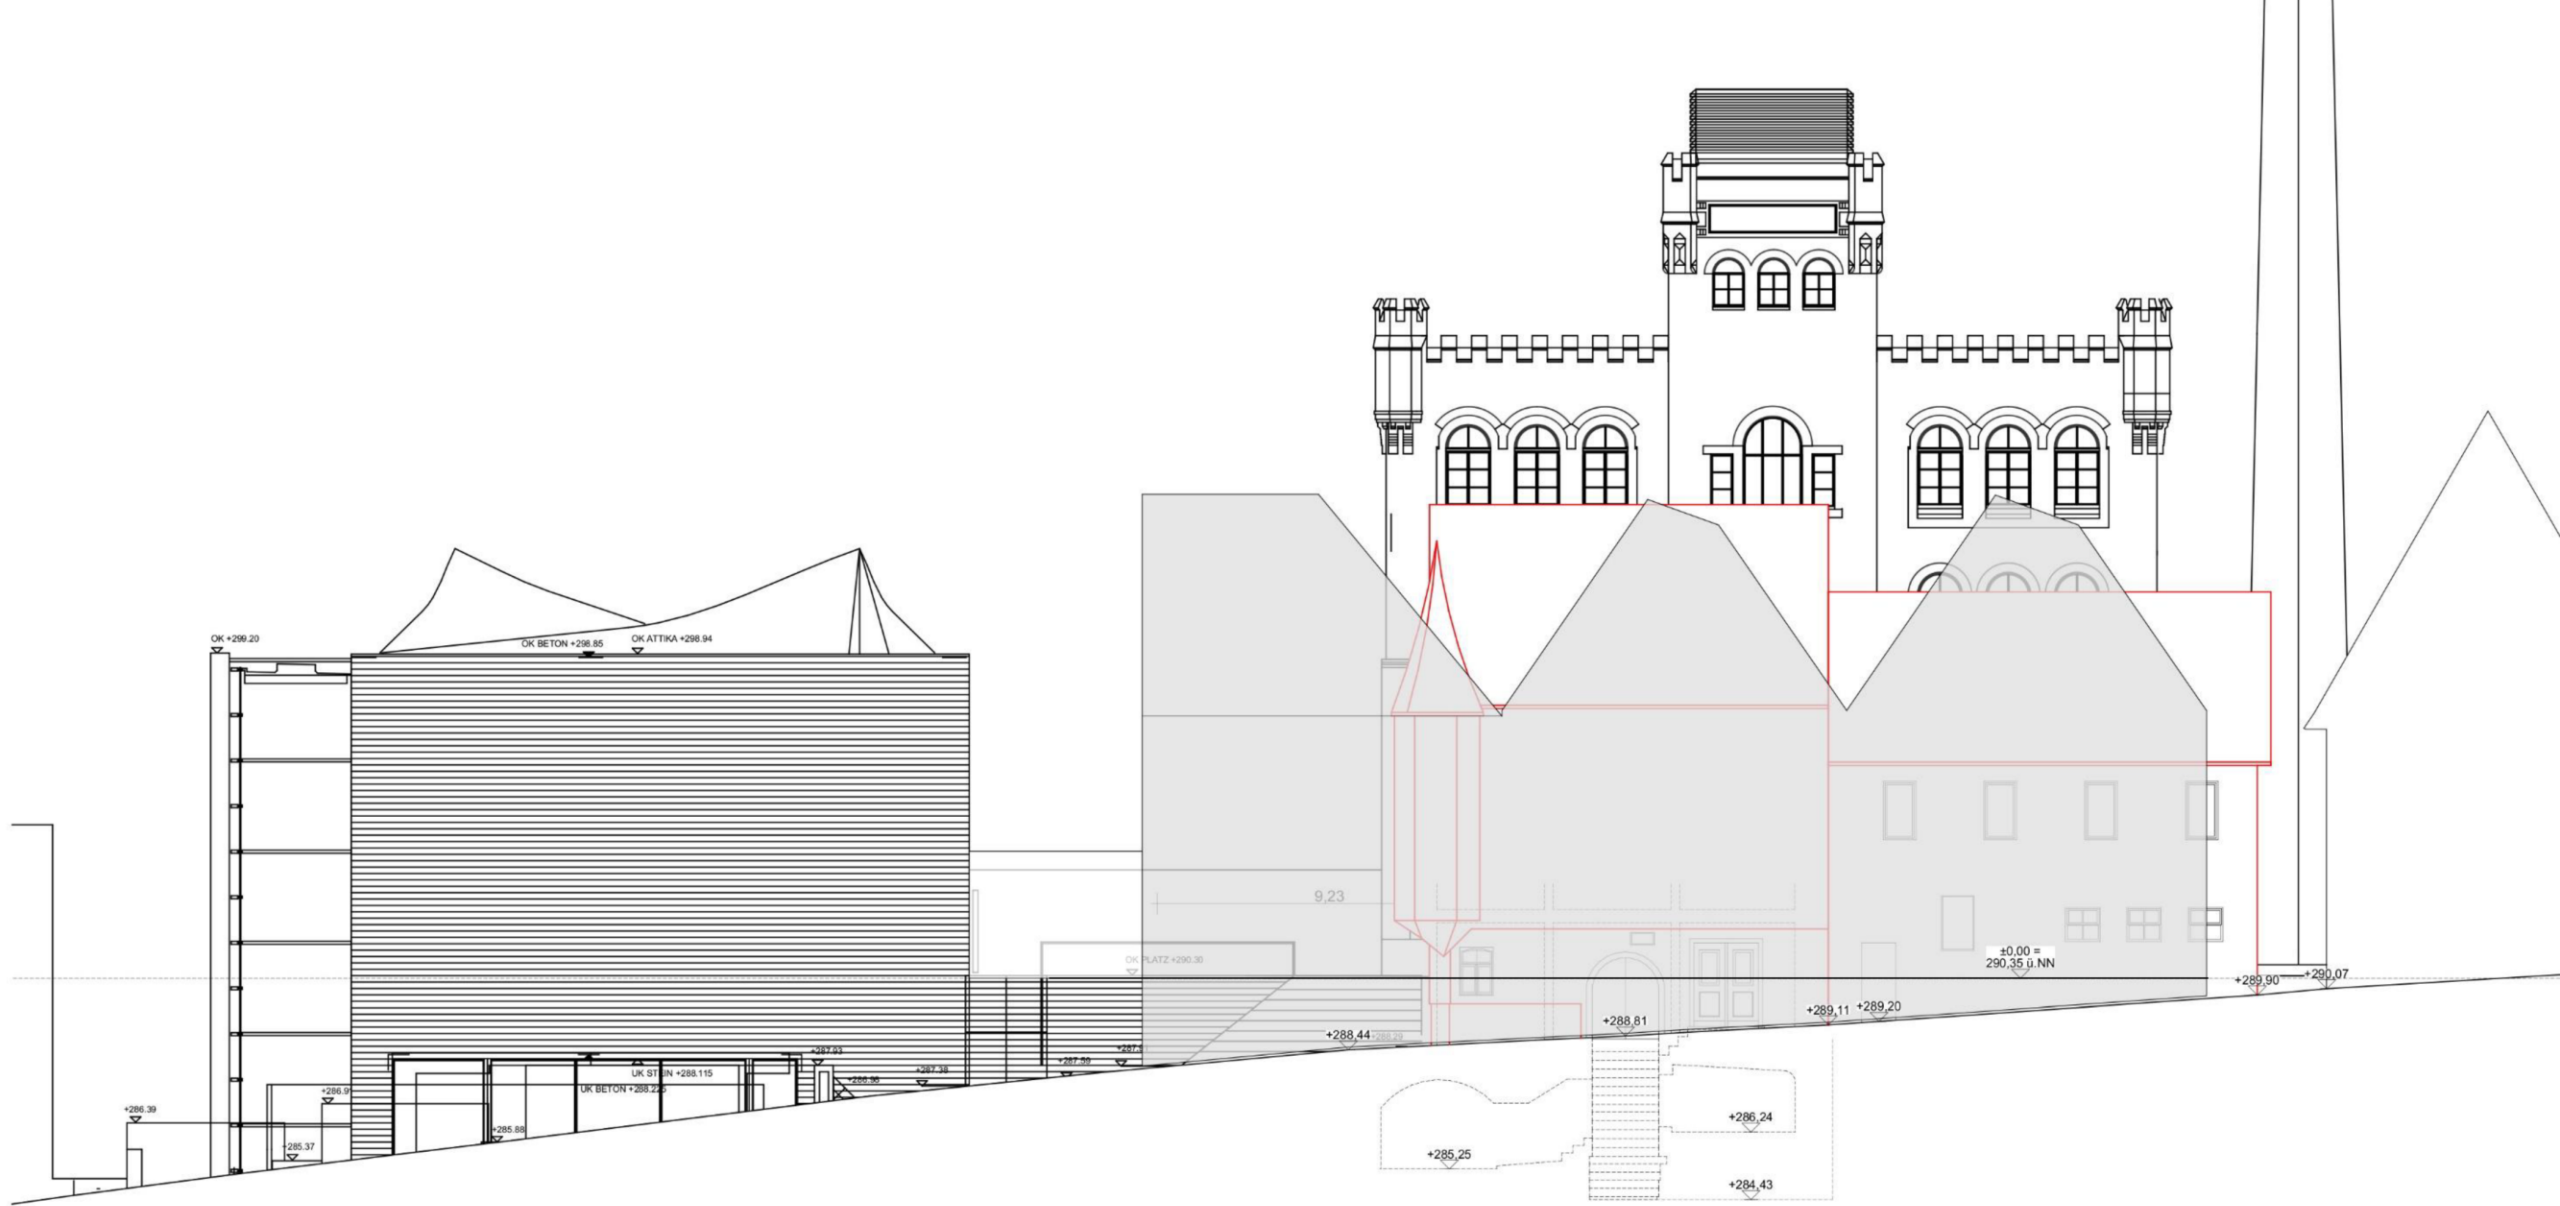 OK +299.20
OK BETON +298.85
OK ATTIKA +298.94
9,23
OK PLATZ +290.30
±0,00 =
290,35 ü.NN
+289,90
+290,07
+289,11
+289,20
+288,81
+288,44
+288.29
+287.93
+287.59
+287.38
+286.96
UK STEIN +288.115
UK BETON +288.225
+286.39
+285.88
+285.37
+286,24
+285,25
+284,43